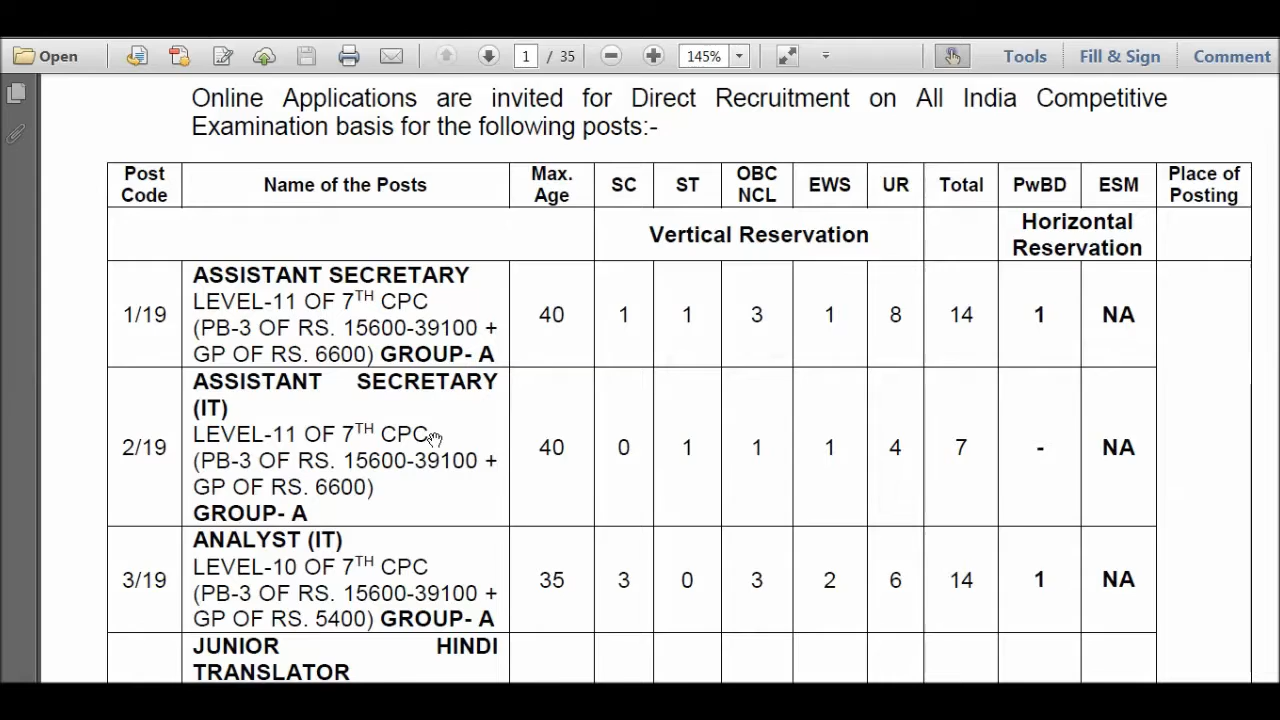 Open
1 / 35
145%
Tools
Fill & Sign
Comment
Online Applications are invited for Direct Recruitment on All India Competitive
Examination basis for the following posts:-
Post Code Name of the Posts Max. Age SC ST OBC NCL EWS UR Total PwBD ESM Place of Posting
Vertical Reservation Horizontal Reservation
ASSISTANT SECRETARY
LEVEL-11 OF 7TH CPC
1/19 (PB-3 OF RS. 15600-39100 + 40 1 1 3 1 8 14 1 NA
GP OF RS. 6600) GROUP- A
ASSISTANT SECRETARY
(IT)
LEVEL-11 OF 7TH CPC
2/19 (PB-3 OF RS. 15600-39100 + 40 0 1 1 1 4 7 - NA
GP OF RS. 6600)
GROUP- A
ANALYST (IT)
LEVEL-10 OF 7TH CPC
3/19 (PB-3 OF RS. 15600-39100 + 35 3 0 3 2 6 14 1 NA
GP OF RS. 5400) GROUP- A
JUNIOR HINDI
TRANSLATOR